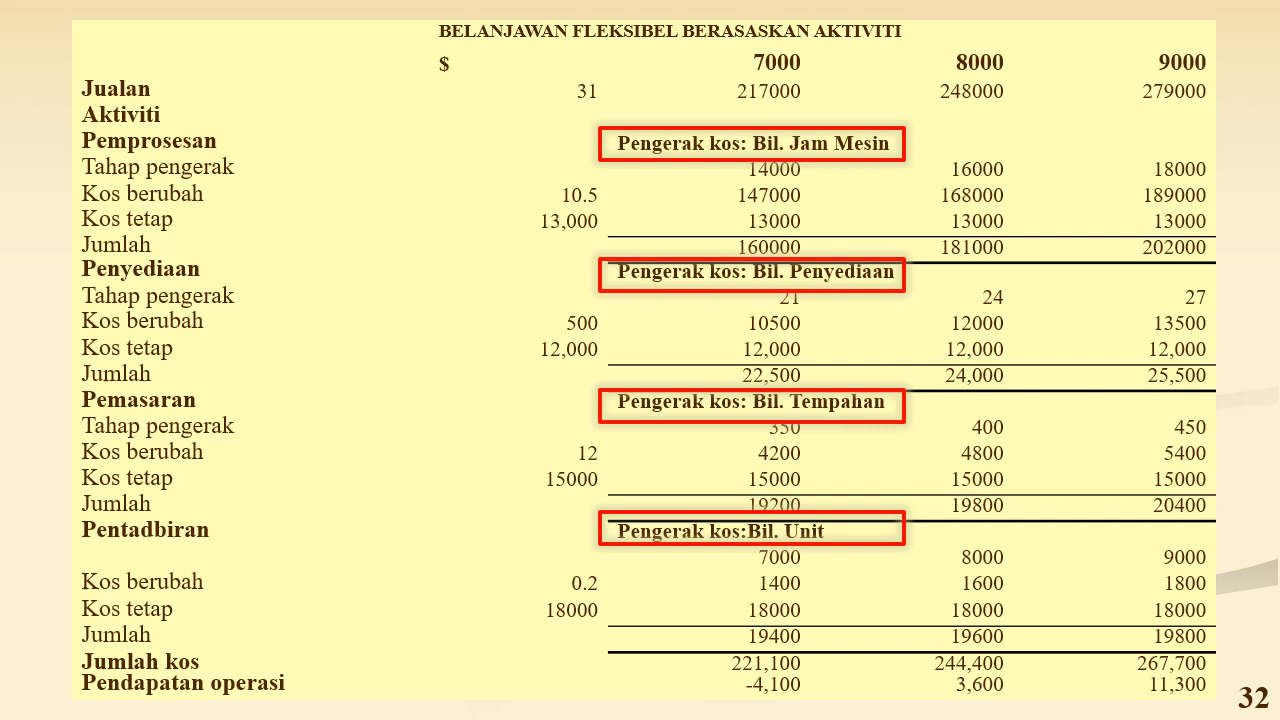 BELANJAWAN FLEKSIBEL BERASASKAN AKTIVITI
$ 7000 8000 9000
Jualan 31 217000 248000 279000
Aktiviti
Pemprosesan Pengerak kos: Bil. Jam Mesin
Tahap pengerak 14000 16000 18000
Kos berubah 10.5 147000 168000 189000
Kos tetap 13,000 13000 13000 13000
Jumlah 160000 181000 202000
Penyediaan Pengerak kos: Bil. Penyediaan
Tahap pengerak 21 24 27
Kos berubah 500 10500 12000 13500
Kos tetap 12,000 12,000 12,000 12,000
Jumlah 22,500 24,000 25,500
Pemasaran Pengerak kos: Bil. Tempahan
Tahap pengerak 350 400 450
Kos berubah 12 4200 4800 5400
Kos tetap 15000 15000 15000 15000
Jumlah 19200 19800 20400
Pentadbiran Pengerak kos:Bil. Unit
7000 8000 9000
Kos berubah 0.2 1400 1600 1800
Kos tetap 18000 18000 18000 18000
Jumlah 19400 19600 19800
Jumlah kos 221,100 244,400 267,700
Pendapatan operasi -4,100 3,600 11,300
32